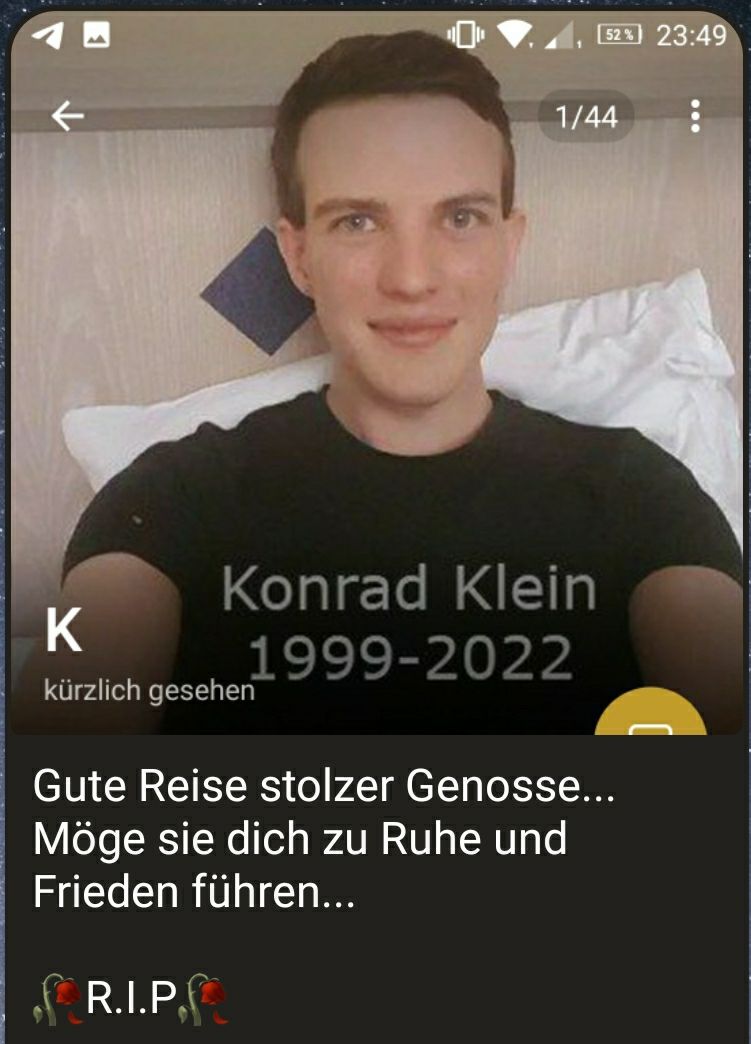 52 % 23:49
1/44
Konrad Klein
1999-2022
K
kürzlich gesehen
Gute Reise stolzer Genosse...
Möge sie dich zu Ruhe und
Frieden führen...
🥀R.I.P🥀